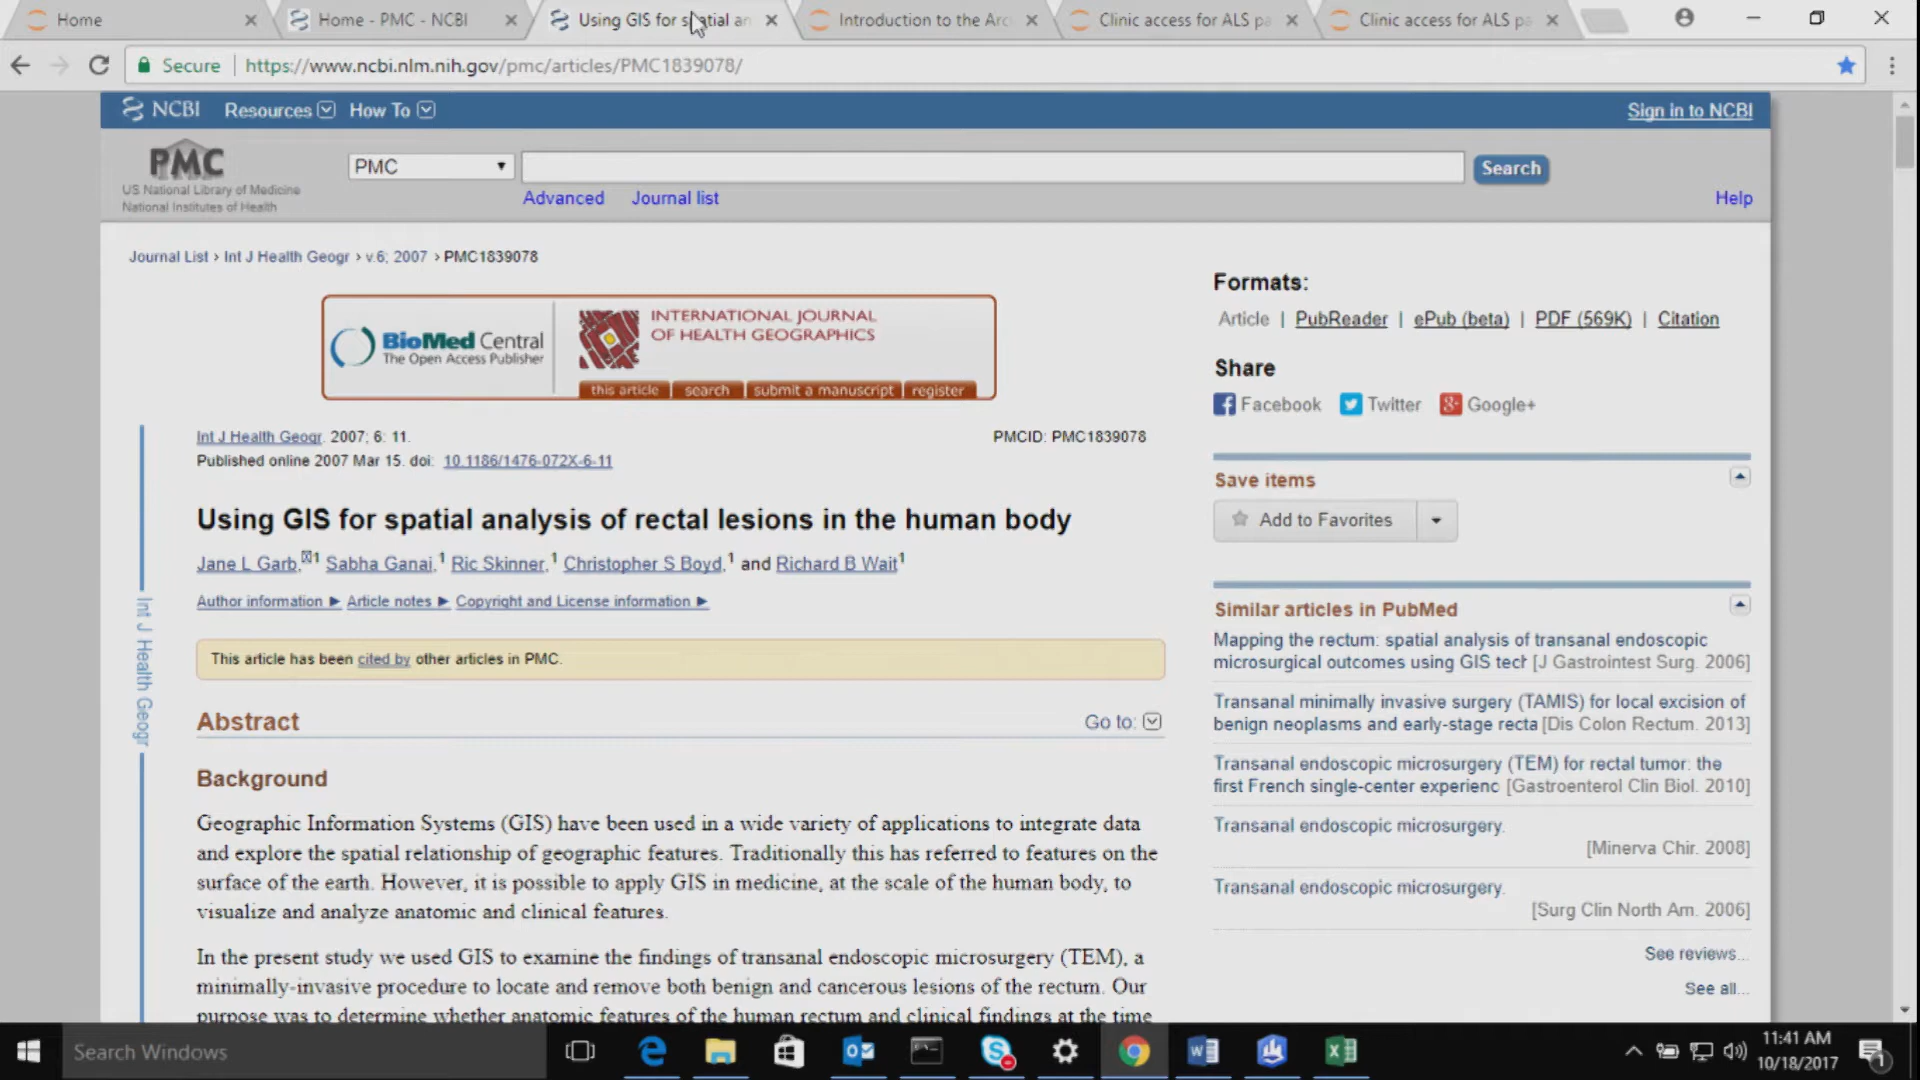 Home
Home - PMC - NCBI
Using GIS for spatial an
Introduction to the Arc
Clinic access for ALS pa
Clinic access for ALS pa
Secure
https://www.ncbi.nlm.nih.gov/pmc/articles/PMC1839078/
NCBI Resources How To Sign in to NCBI
PMC
US National Library of Medicine
National Institutes of Health
PMC
Search
Advanced Journal list
Help
Journal List › Int J Health Geogr › v.6; 2007 › PMC1839078
BioMed Central
The Open Access Publisher
INTERNATIONAL JOURNAL
OF HEALTH GEOGRAPHICS
this article search submit a manuscript register
Int J Health Geogr
Int J Health Geogr. 2007; 6: 11.
PMCID: PMC1839078
Published online 2007 Mar 15. doi: 10.1186/1476-072X-6-11
Using GIS for spatial analysis of rectal lesions in the human body
Jane L Garb,1 Sabha Ganai,1 Ric Skinner,1 Christopher S Boyd,1 and Richard B Wait1
Author information ► Article notes ► Copyright and License information ►
This article has been cited by other articles in PMC.
Abstract
Go to:
Background
Geographic Information Systems (GIS) have been used in a wide variety of applications to integrate data
and explore the spatial relationship of geographic features. Traditionally this has referred to features on the
surface of the earth. However, it is possible to apply GIS in medicine, at the scale of the human body, to
visualize and analyze anatomic and clinical features.
In the present study we used GIS to examine the findings of transanal endoscopic microsurgery (TEM), a
minimally-invasive procedure to locate and remove both benign and cancerous lesions of the rectum. Our
purpose was to determine whether anatomic features of the human rectum and clinical findings at the time
Formats:
Article | PubReader | ePub (beta) | PDF (569K) | Citation
Share
Facebook Twitter Google+
Save items
Add to Favorites
Similar articles in PubMed
Mapping the rectum: spatial analysis of transanal endoscopic
microsurgical outcomes using GIS tech [J Gastrointest Surg. 2006]
Transanal minimally invasive surgery (TAMIS) for local excision of
benign neoplasms and early-stage recta [Dis Colon Rectum. 2013]
Transanal endoscopic microsurgery (TEM) for rectal tumor: the
first French single-center experienc [Gastroenterol Clin Biol. 2010]
Transanal endoscopic microsurgery.
[Minerva Chir. 2008]
Transanal endoscopic microsurgery.
[Surg Clin North Am. 2006]
See reviews...
See all...
Search Windows
11:41 AM
10/18/2017
1